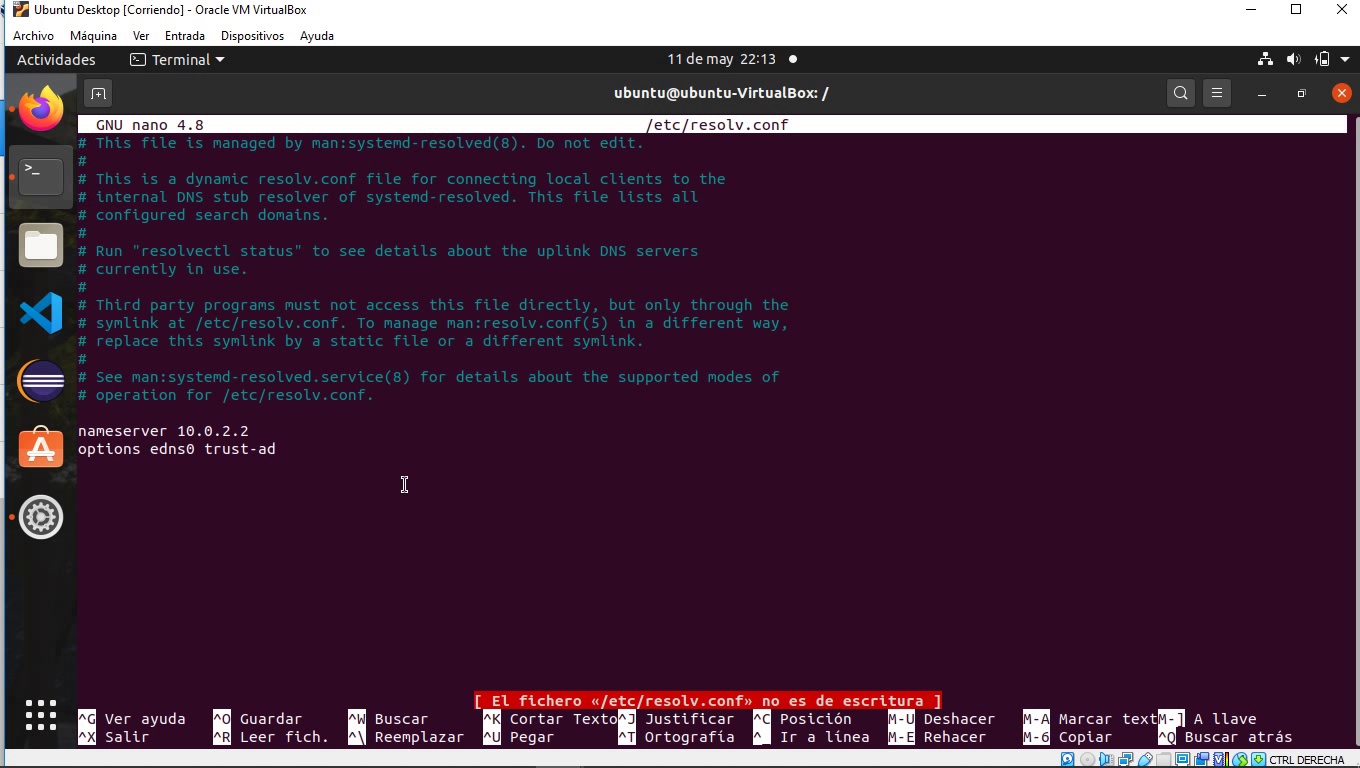 Ubuntu Desktop [Corriendo] - Oracle VM VirtualBox
Archivo Máquina Ver Entrada Dispositivos Ayuda
Actividades Terminal 11 de may 22:13
ubuntu@ubuntu-VirtualBox: /
GNU nano 4.8 /etc/resolv.conf
# This file is managed by man:systemd-resolved(8). Do not edit.
#
# This is a dynamic resolv.conf file for connecting local clients to the
# internal DNS stub resolver of systemd-resolved. This file lists all
# configured search domains.
#
# Run "resolvectl status" to see details about the uplink DNS servers
# currently in use.
#
# Third party programs must not access this file directly, but only through the
# symlink at /etc/resolv.conf. To manage man:resolv.conf(5) in a different way,
# replace this symlink by a static file or a different symlink.
#
# See man:systemd-resolved.service(8) for details about the supported modes of
# operation for /etc/resolv.conf.
nameserver 10.0.2.2
options edns0 trust-ad
[ El fichero «/etc/resolv.conf» no es de escritura ]
^G Ver ayuda ^O Guardar ^W Buscar ^K Cortar Texto ^J Justificar ^C Posición M-U Deshacer M-A Marcar text M-] A llave
^X Salir ^R Leer fich. ^\ Reemplazar ^U Pegar ^T Ortografía ^_ Ir a línea M-E Rehacer M-6 Copiar ^Q Buscar atrás
CTRL DERECHA